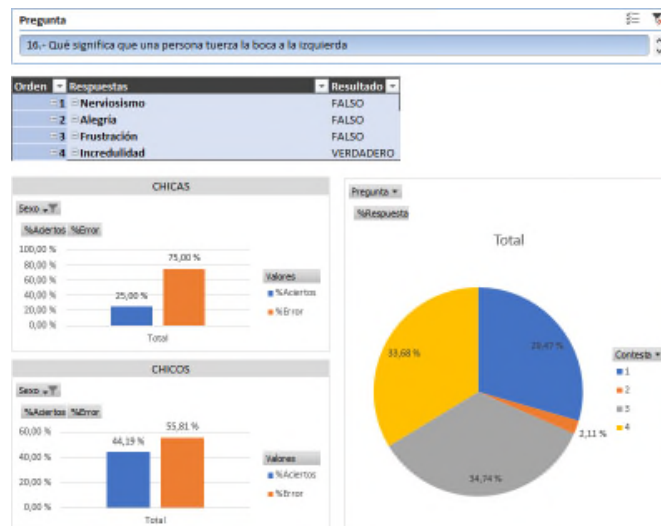 Pregunta
16.- Qué significa que una persona tuerza la boca a la izquierda
Orden Respuestas Resultado
1 Nerviosismo FALSO
2 Alegría FALSO
3 Frustración FALSO
4 Incredulidad VERDADERO
CHICAS
Sexo
%Aciertos %Error
100,00 %
80,00 %
60,00 %
40,00 %
20,00 %
0,00 %
25,00 %
75,00 %
Total
Valores
%Aciertos
%Error
CHICOS
Sexo
%Aciertos %Error
60,00 %
40,00 %
20,00 %
0,00 %
44,19 %
55,81 %
Total
Valores
%Aciertos
%Error
Pregunta
%Respuesta
Total
29,47 %
2,11 %
34,74 %
33,68 %
Contesta
1
2
3
4